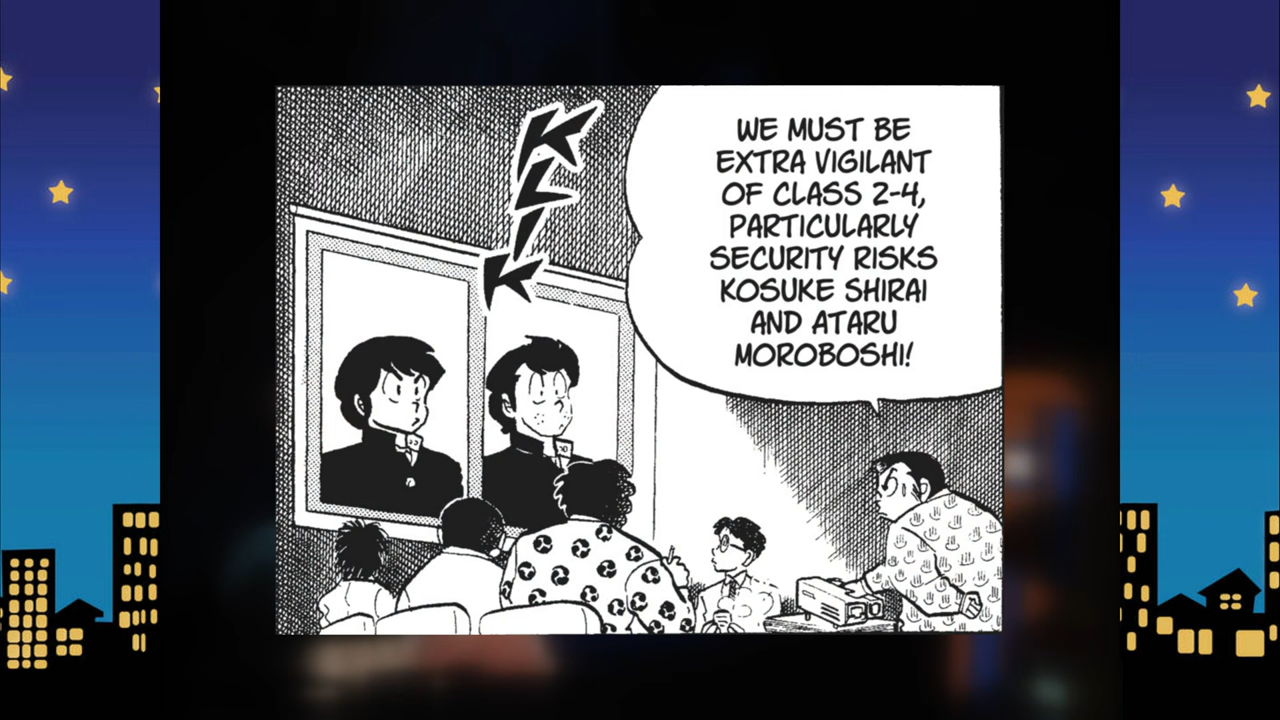 KLIK
WE MUST BE
EXTRA VIGILANT
OF CLASS 2-4,
PARTICULARLY
SECURITY RISKS
KOSUKE SHIRAI
AND ATARU
MOROBOSHI!